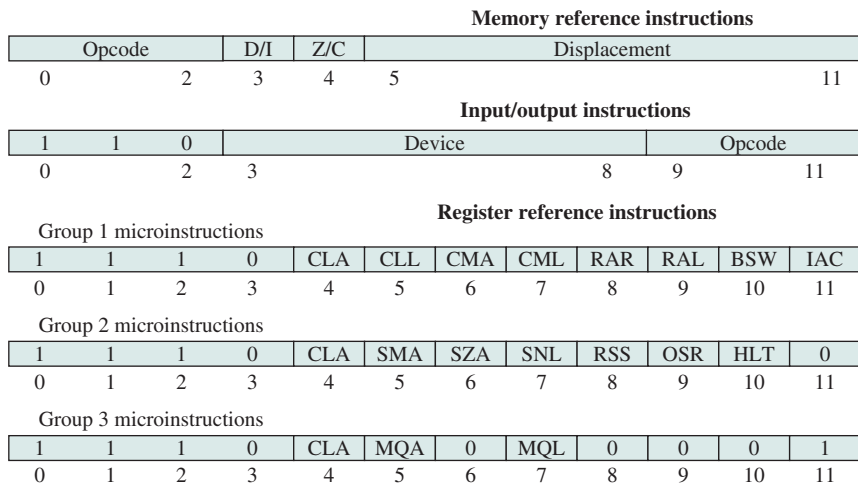 Memory reference instructions
Opcode D/I Z/C Displacement
0 2 3 4 5 11
Input/output instructions
1 1 0 Device Opcode
0 2 3 8 9 11
Register reference instructions
Group 1 microinstructions
1 1 1 0 CLA CLL CMA CML RAR RAL BSW IAC
0 1 2 3 4 5 6 7 8 9 10 11
Group 2 microinstructions
1 1 1 0 CLA SMA SZA SNL RSS OSR HLT 0
0 1 2 3 4 5 6 7 8 9 10 11
Group 3 microinstructions
1 1 1 0 CLA MQA 0 MQL 0 0 0 1
0 1 2 3 4 5 6 7 8 9 10 11